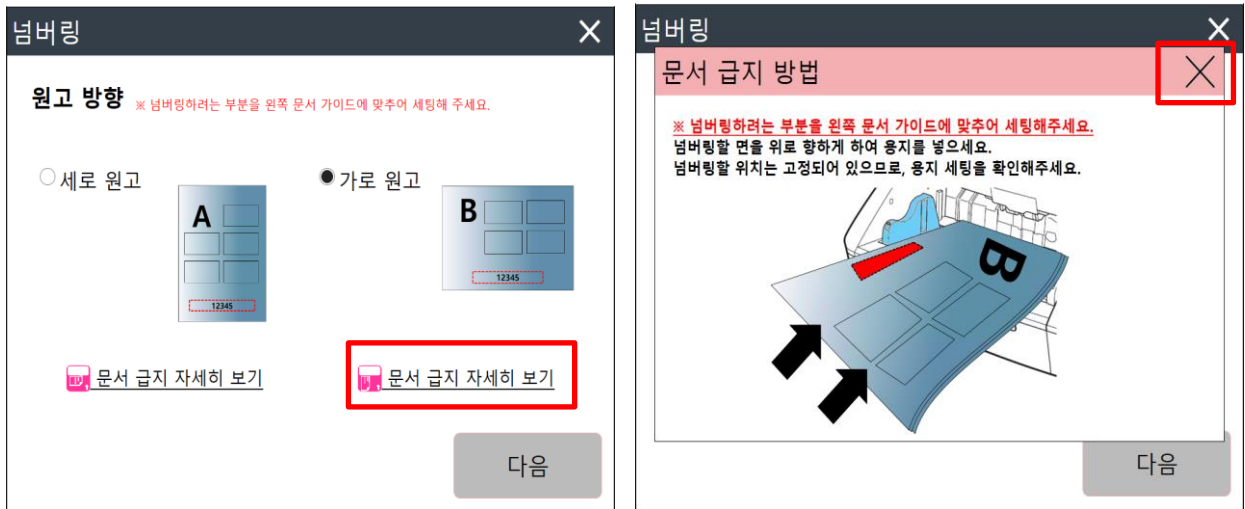 넘버링
원고 방향 ※ 넘버링하려는 부분을 왼쪽 문서 가이드에 맞추어 세팅해 주세요.
세로 원고
A
12345
가로 원고
B
12345
문서 급지 자세히 보기
문서 급지 자세히 보기
다음
넘버링
문서 급지 방법
※ 넘버링하려는 부분을 왼쪽 문서 가이드에 맞추어 세팅해주세요.
넘버링할 면을 위로 향하게 하여 용지를 넣으세요.
넘버링할 위치는 고정되어 있으므로, 용지 세팅을 확인해주세요.
B
다음